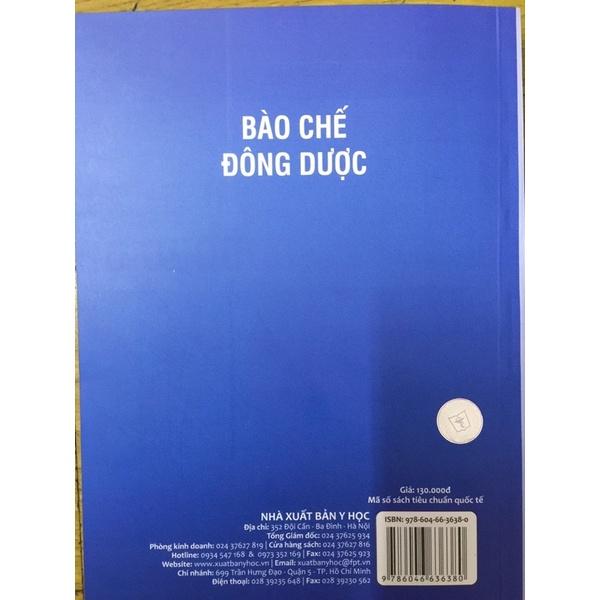 BÀO CHẾ
ĐÔNG DƯỢC
Giá: 130.000đ
Mã số sách tiêu chuẩn quốc tế
NHÀ XUẤT BẢN Y HỌC
Địa chỉ: 352 Đội Cấn - Ba Đình - Hà Nội
Tổng Giám đốc: 024 37625 934
Phòng kinh doanh: 024 37627 819 | Cửa hàng sách: 024 37627 816
Hotline: 0934 547 168 & 0973 352 169 | Fax: 024 37625 923
Website: www.xuatbanyhoc.vn | Email: xuatbanyhoc@fpt.vn
Chi nhánh: 699 Trần Hưng Đạo - Quận 5 - TP. Hồ Chí Minh
Điện thoại: 028 39235 648 | Fax: 028 39230 562
ISBN: 978-604-66-3638-0
9 786046 636380